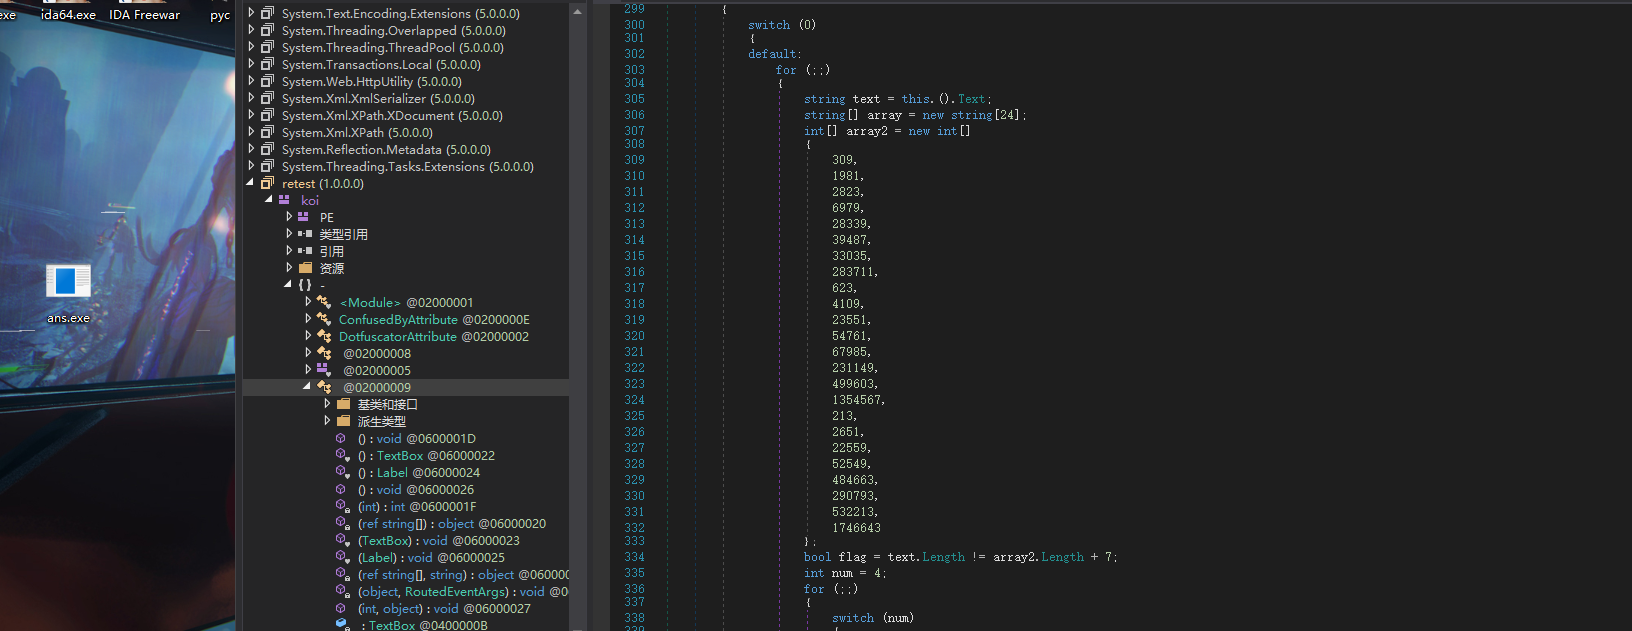 exe
ida64.exe
IDA Freewar
pyc
ans.exe
System.Text.Encoding.Extensions (5.0.0.0)
System.Threading.Overlapped (5.0.0.0)
System.Threading.ThreadPool (5.0.0.0)
System.Transactions.Local (5.0.0.0)
System.Web.HttpUtility (5.0.0.0)
System.Xml.XmlSerializer (5.0.0.0)
System.Xml.XPath.XDocument (5.0.0.0)
System.Xml.XPath (5.0.0.0)
System.Reflection.Metadata (5.0.0.0)
System.Threading.Tasks.Extensions (5.0.0.0)
retest (1.0.0.0)
koi
PE
类型引用
引用
资源
{ } -
<Module> @02000001
ConfusedByAttribute @0200000E
DotfuscatorAttribute @02000002
@02000008
@02000005
@02000009
基类和接口
派生类型
() : void @0600001D
() : TextBox @06000022
() : Label @06000024
() : void @06000026
(int) : int @0600001F
(ref string[]) : object @06000020
(TextBox) : void @06000023
(Label) : void @06000025
(ref string[], string) : object @060000
(object, RoutedEventArgs) : void @0
(int, object) : void @06000027
: TextBox @0400000B
299 {
300 switch (0)
301 {
302 default:
303 for (;;)
304 {
305 string text = this.().Text;
306 string[] array = new string[24];
307 int[] array2 = new int[]
308 {
309 309,
310 1981,
311 2823,
312 6979,
313 28339,
314 39487,
315 33035,
316 283711,
317 623,
318 4109,
319 23551,
320 54761,
321 67985,
322 231149,
323 499603,
324 1354567,
325 213,
326 2651,
327 22559,
328 52549,
329 484663,
330 290793,
331 532213,
332 1746643
333 };
334 bool flag = text.Length != array2.Length + 7;
335 int num = 4;
336 for (;;)
337 {
338 switch (num)